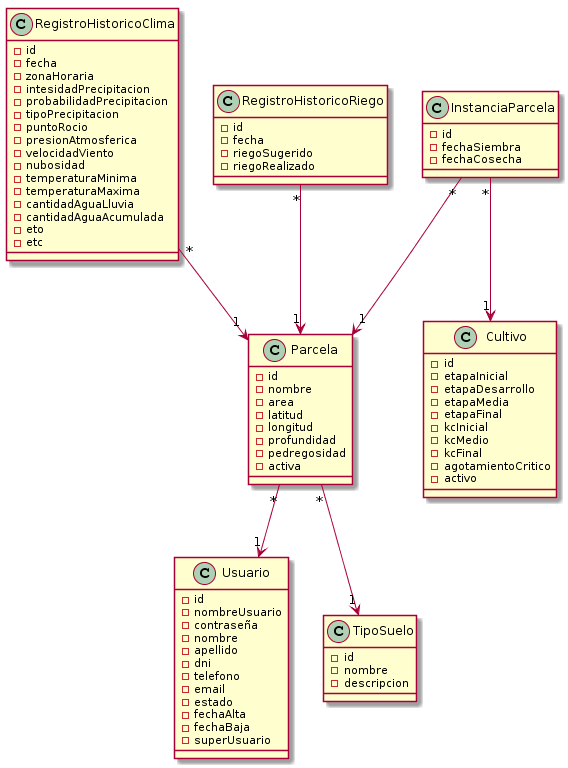 C RegistroHistoricoClima
id
fecha
zonaHoraria
intesidadPrecipitacion
probabilidadPrecipitacion
tipoPrecipitacion
puntoRocio
presionAtmosferica
velocidadViento
nubosidad
temperaturaMinima
temperaturaMaxima
cantidadAguaLluvia
cantidadAguaAcumulada
eto
etc
C RegistroHistoricoRiego
id
fecha
riegoSugerido
riegoRealizado
C InstanciaParcela
id
fechaSiembra
fechaCosecha
*
*
*
*
1
1
1
1
C Parcela
id
nombre
area
latitud
longitud
profundidad
pedregosidad
activa
C Cultivo
id
etapaInicial
etapaDesarrollo
etapaMedia
etapaFinal
kcInicial
kcMedio
kcFinal
agotamientoCritico
activo
*
*
1
1
C Usuario
id
nombreUsuario
contraseña
nombre
apellido
dni
telefono
email
estado
fechaAlta
fechaBaja
superUsuario
C TipoSuelo
id
nombre
descripcion